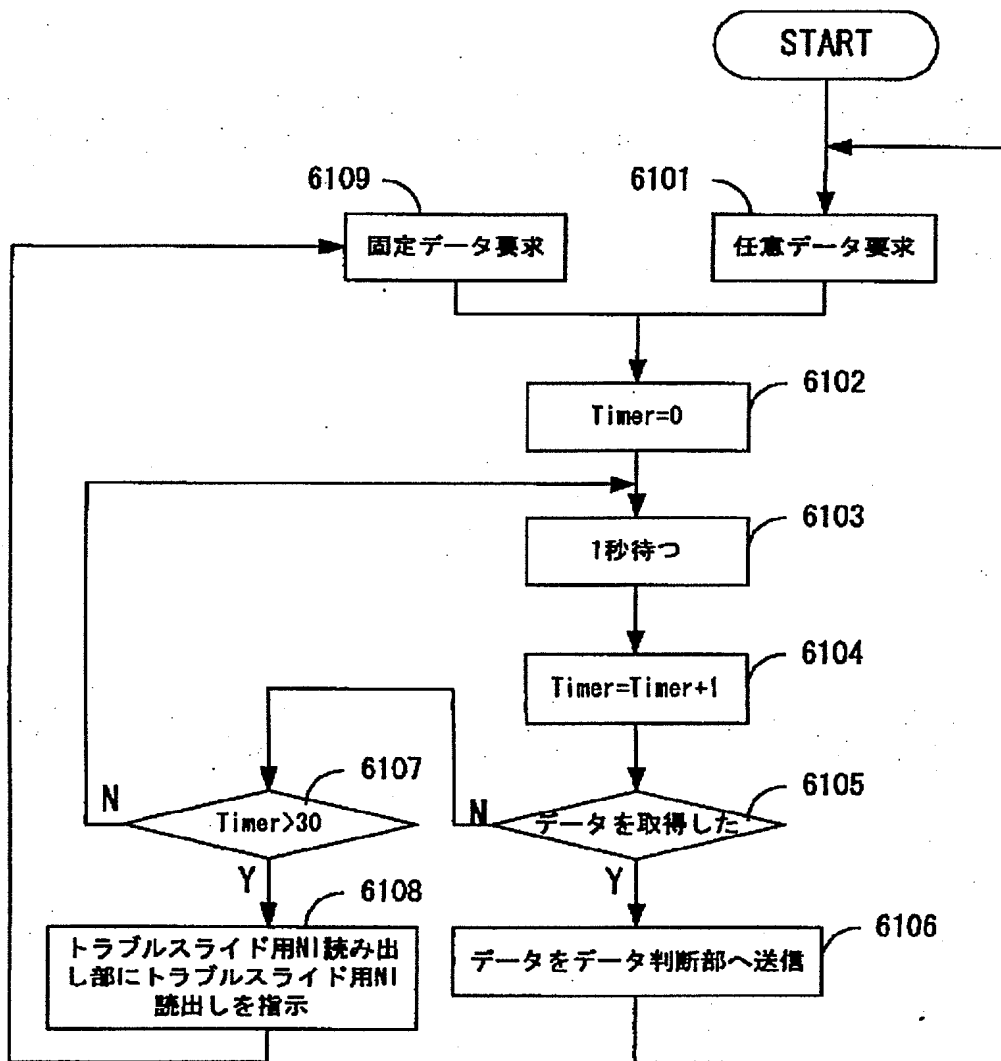 START
6109
6101
固定データ要求
任意データ要求
6102
Timer=0
6103
1秒待つ
6104
Timer=Timer+1
6107
6105
N
Timer>30
N
データを取得した
Y
6108
Y
6106
トラブルスライド用NI読み出
し部にトラブルスライド用NI
読出しを指示
データをデータ判断部へ送信